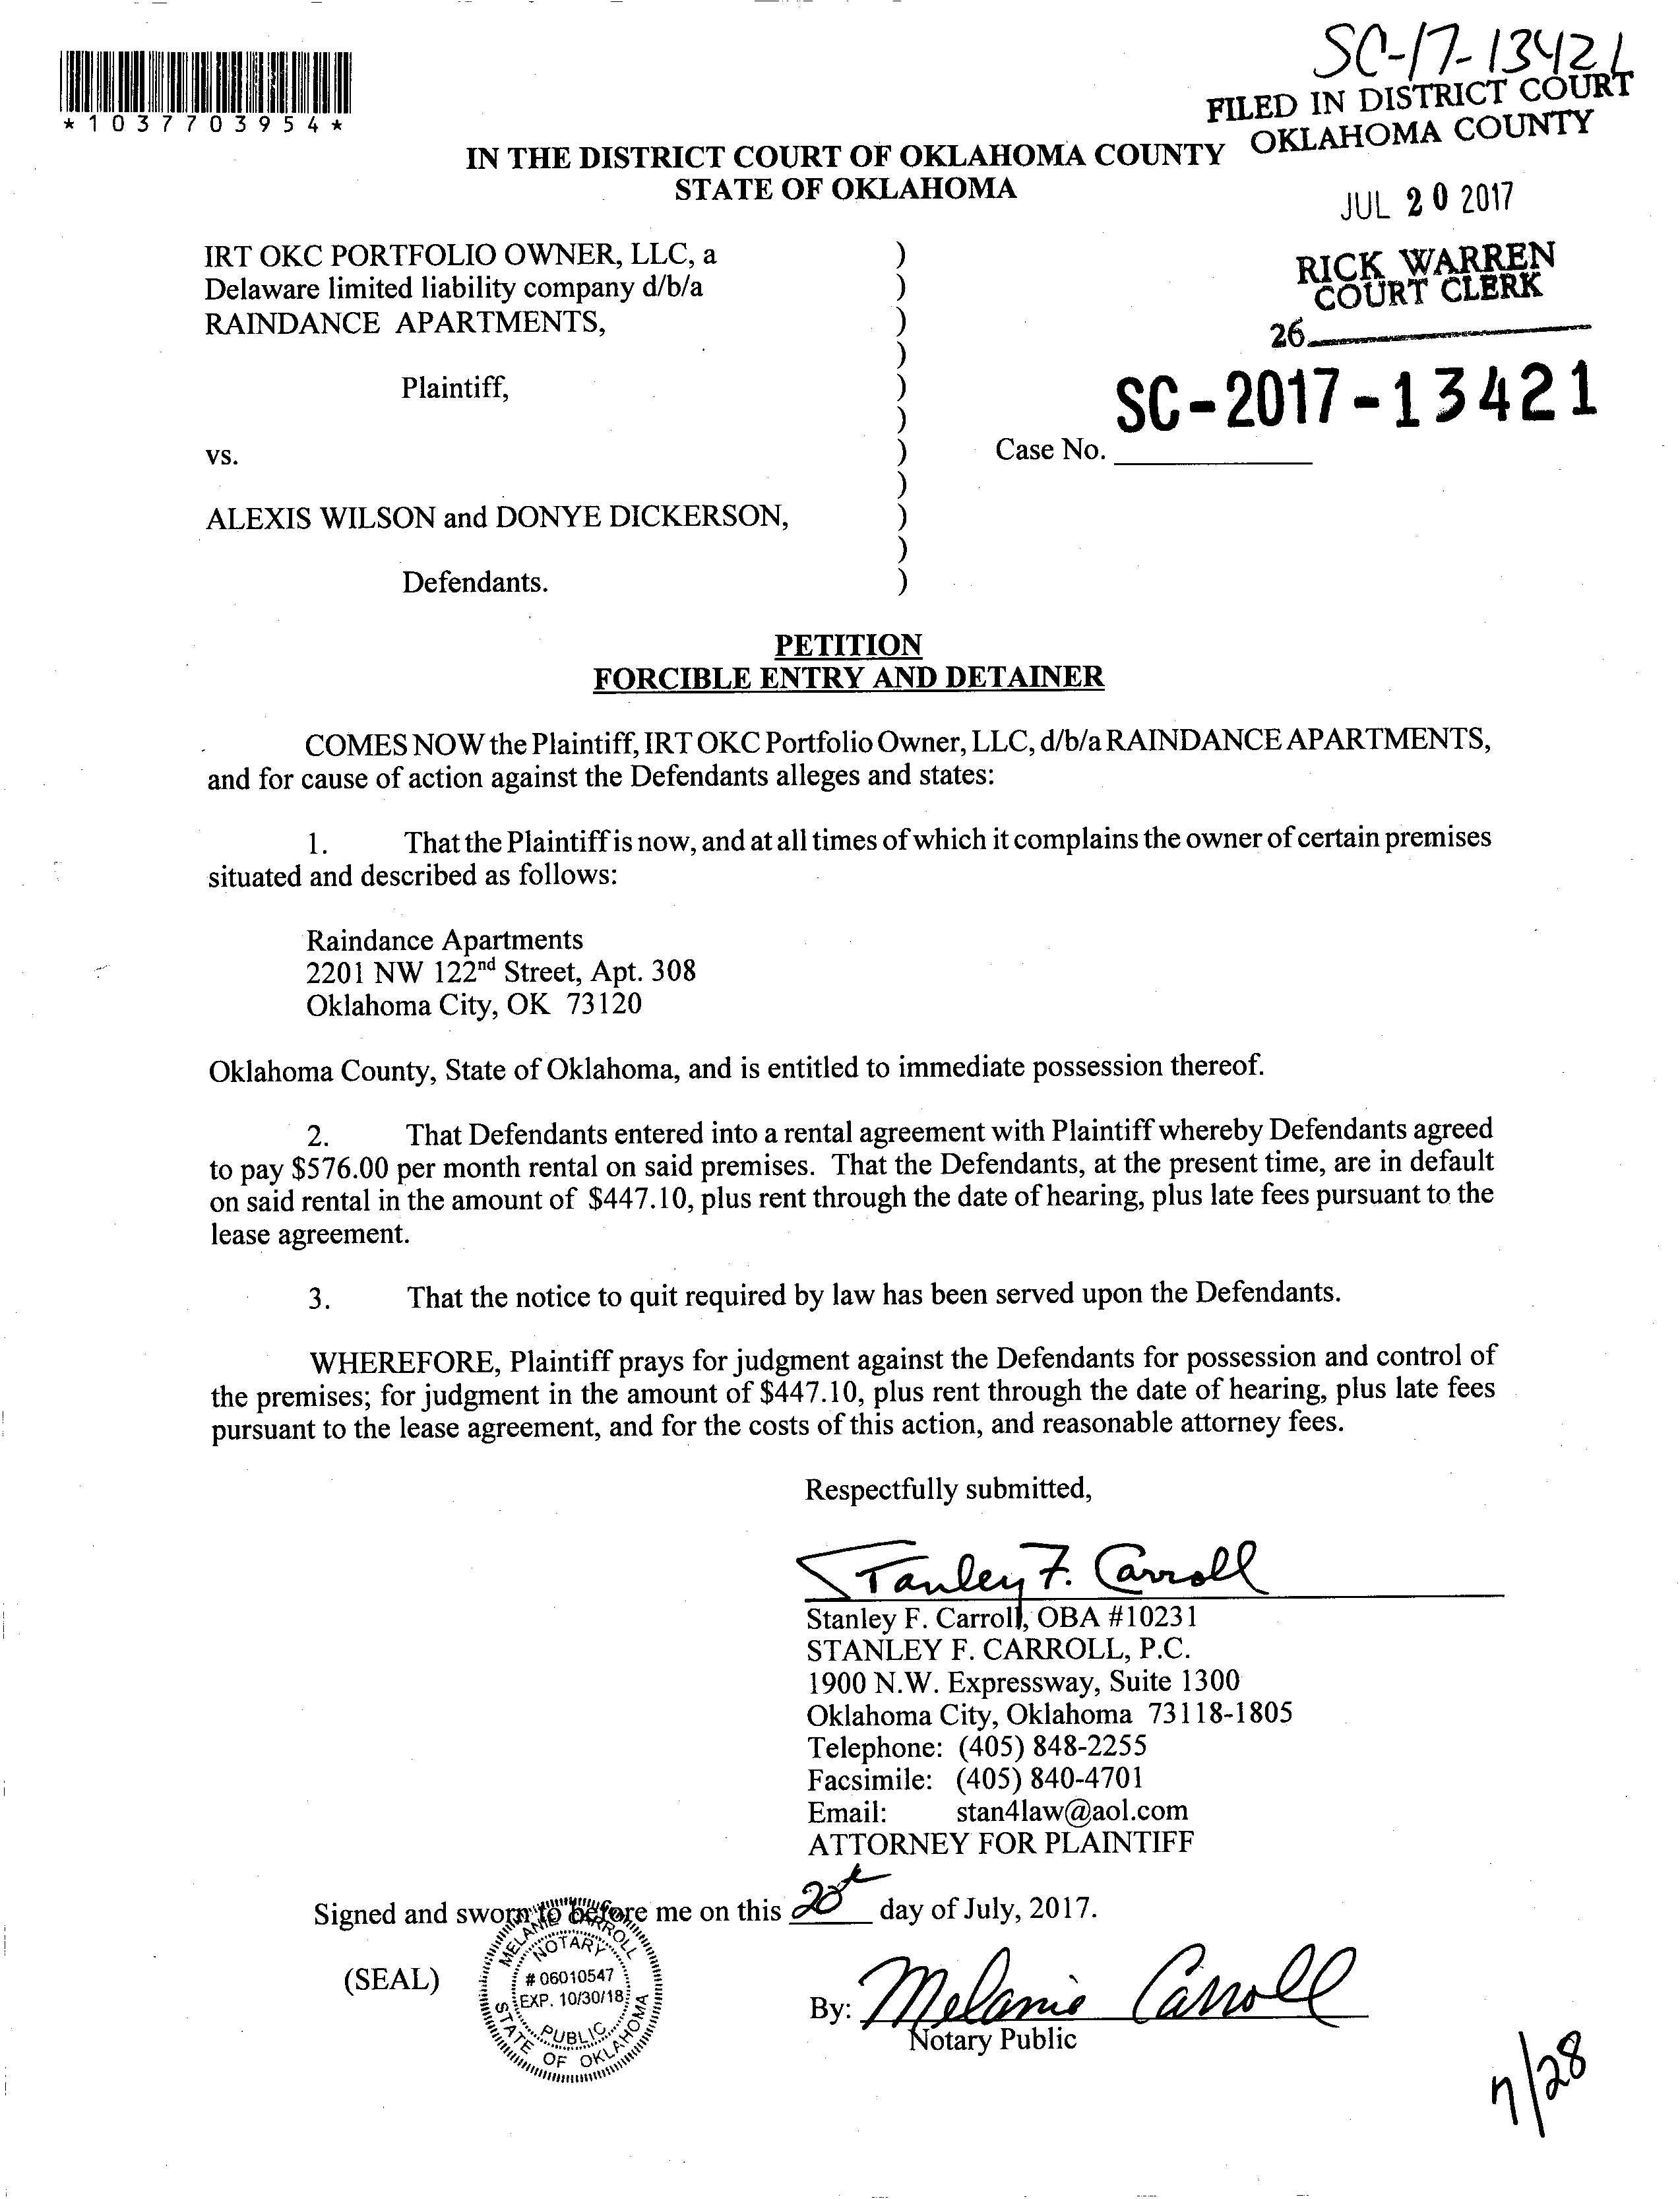 SC-17-13421
*1037703954*
FILED IN DISTRICT COURT
OKLAHOMA COUNTY
IN THE DISTRICT COURT OF OKLAHOMA COUNTY
STATE OF OKLAHOMA
JUL 20 2017
RICK WARREN
COURT CLERK
26
IRT OKC PORTFOLIO OWNER, LLC, a )
Delaware limited liability company d/b/a )
RAINDANCE APARTMENTS, )
)
Plaintiff, )
)
SC-2017-13421
vs. ) Case No.
)
ALEXIS WILSON and DONYE DICKERSON, )
)
Defendants. )
PETITION
FORCIBLE ENTRY AND DETAINER
COMES NOW the Plaintiff, IRT OKC Portfolio Owner, LLC, d/b/a RAINDANCE APARTMENTS,
and for cause of action against the Defendants alleges and states:
1. That the Plaintiff is now, and at all times of which it complains the owner of certain premises
situated and described as follows:
Raindance Apartments
2201 NW 122nd Street, Apt. 308
Oklahoma City, OK 73120
Oklahoma County, State of Oklahoma, and is entitled to immediate possession thereof.
2. That Defendants entered into a rental agreement with Plaintiff whereby Defendants agreed
to pay $576.00 per month rental on said premises. That the Defendants, at the present time, are in default
on said rental in the amount of $447.10, plus rent through the date of hearing, plus late fees pursuant to the
lease agreement.
3. That the notice to quit required by law has been served upon the Defendants.
WHEREFORE, Plaintiff prays for judgment against the Defendants for possession and control of
the premises; for judgment in the amount of $447.10, plus rent through the date of hearing, plus late fees
pursuant to the lease agreement, and for the costs of this action, and reasonable attorney fees.
Respectfully submitted,
Stanley F. Carroll
Stanley F. Carroll, OBA #10231
STANLEY F. CARROLL, P.C.
1900 N.W. Expressway, Suite 1300
Oklahoma City, Oklahoma 73118-1805
Telephone: (405) 848-2255
Facsimile: (405) 840-4701
Email: stan4law@aol.com
ATTORNEY FOR PLAINTIFF
Signed and sworn to before me on this 20th day of July, 2017.
(SEAL)
MELANIE CARROLL
NOTARY
# 06010547
EXP. 10/30/18
PUBLIC
STATE OF OKLAHOMA
By: Melanie Carroll
Notary Public
7/28